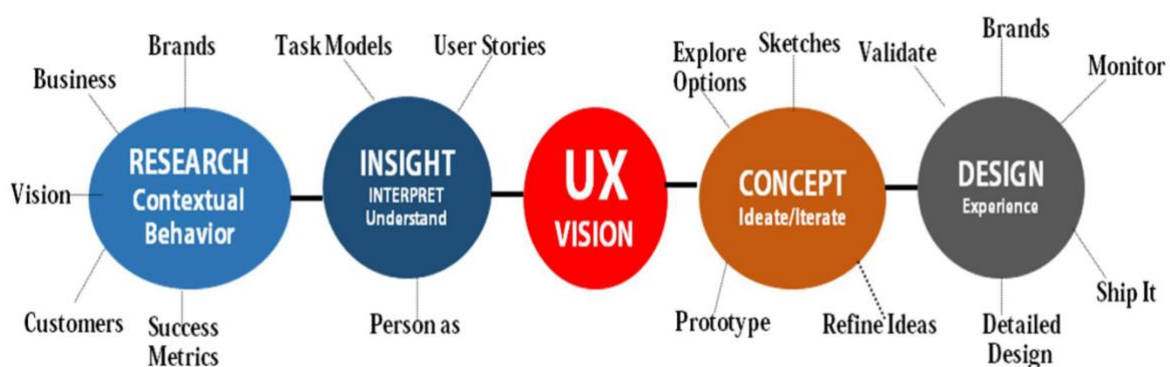 Brands
Business
Vision
Customers
Success
Metrics
RESEARCH
Contextual
Behavior
Task Models
User Stories
INSIGHT
INTERPRET
Understand
Person as
UX
VISION
Explore
Options
Sketches
CONCEPT
Ideate/Iterate
Prototype
Refine Ideas
Validate
Brands
Monitor
DESIGN
Experience
Ship It
Detailed
Design